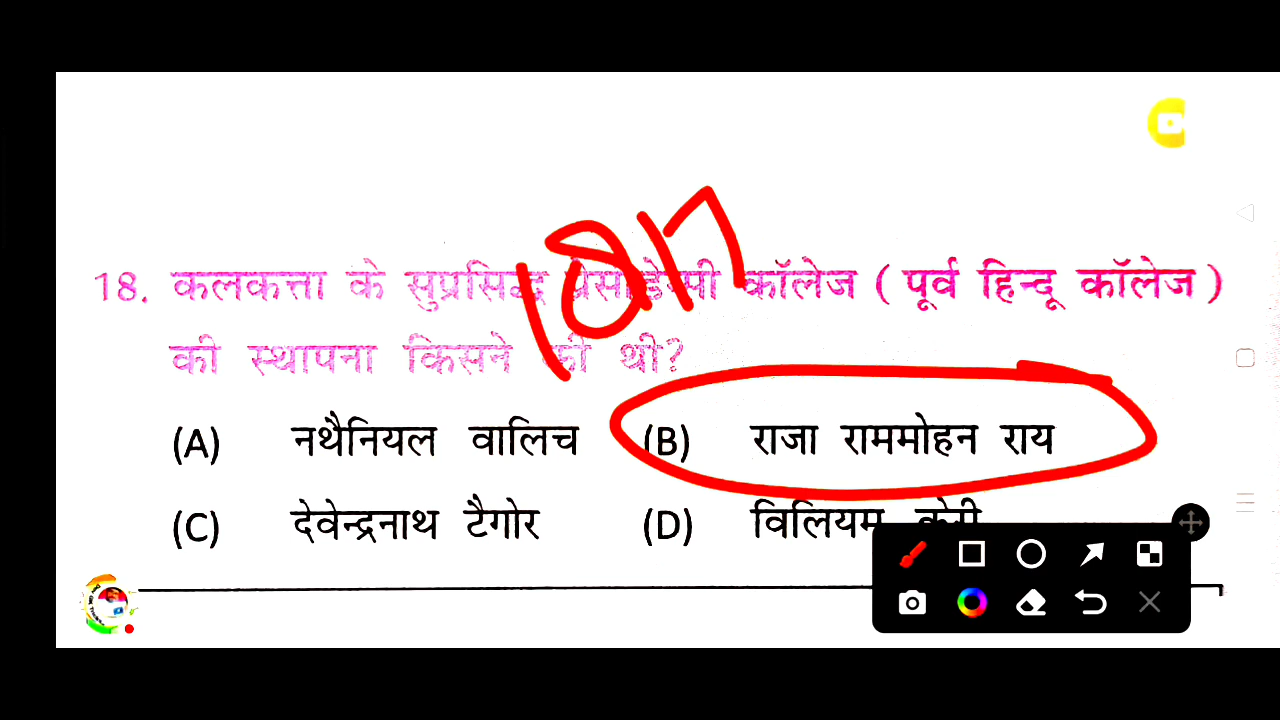 1817
18. कलकत्ता के सुप्रसिद्ध प्रेसीडेन्सी कॉलेज ( पूर्व हिन्दू कॉलेज )
की स्थापना किसने की थी?
(A) नथैनियल वालिच (B) राजा राममोहन राय
(C) देवेन्द्रनाथ टैगोर (D) विलियम केरी